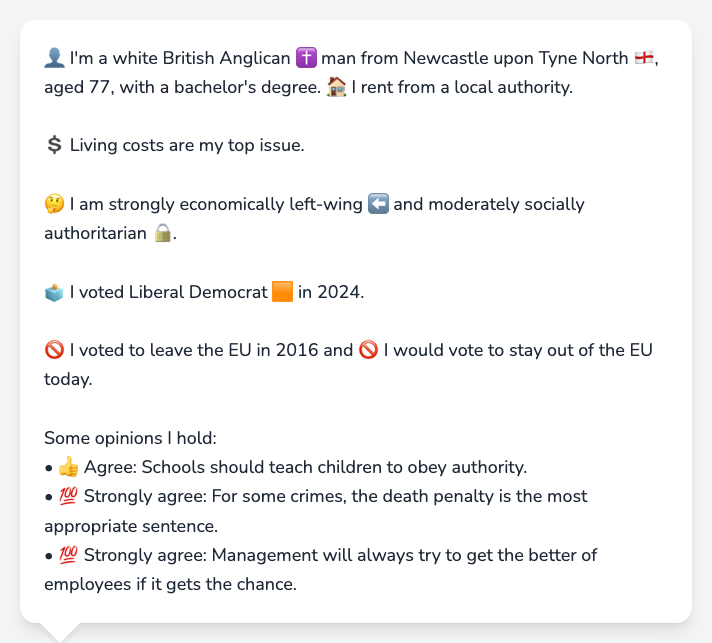 👤 I'm a white British Anglican ✝️ man from Newcastle upon Tyne North 🏴󠁧󠁢󠁥󠁮󠁧󠁿,
aged 77, with a bachelor's degree. 🏠 I rent from a local authority.
💲 Living costs are my top issue.
🤔 I am strongly economically left-wing ⬅️ and moderately socially
authoritarian 🔒.
🗳️ I voted Liberal Democrat 🟧 in 2024.
🚫 I voted to leave the EU in 2016 and 🚫 I would vote to stay out of the EU
today.
Some opinions I hold:
• 👍 Agree: Schools should teach children to obey authority.
• 💯 Strongly agree: For some crimes, the death penalty is the most
appropriate sentence.
• 💯 Strongly agree: Management will always try to get the better of
employees if it gets the chance.